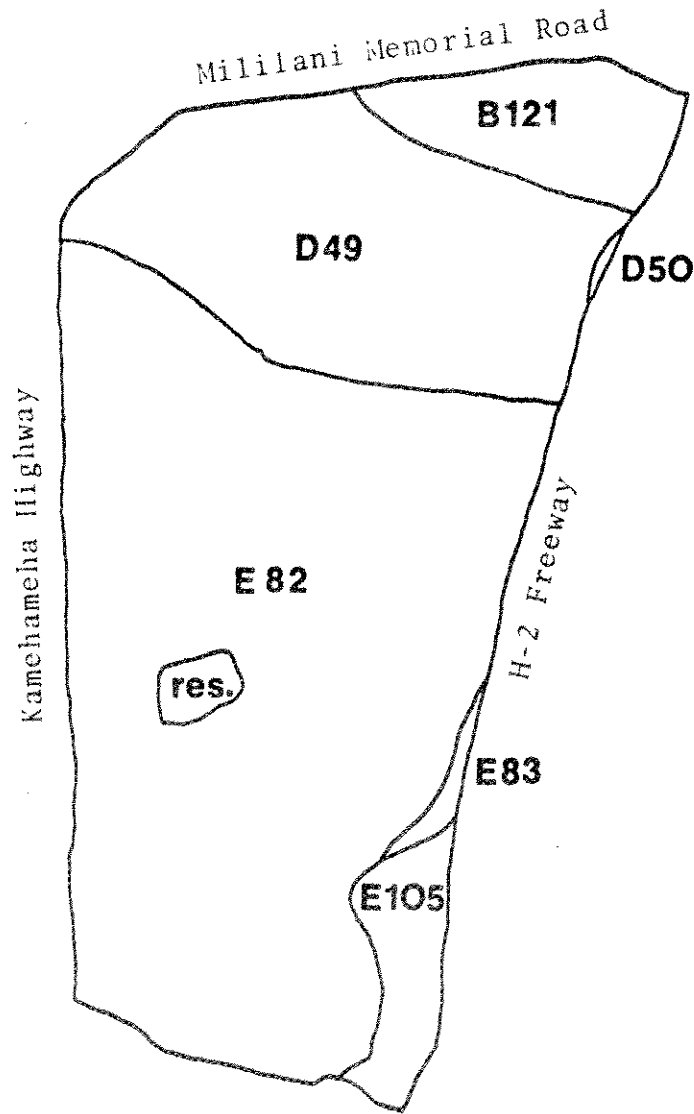 Mililani Memorial Road
B121
D49
D50
Kamehameha Highway
E 82
H-2 Freeway
res.
E83
E105